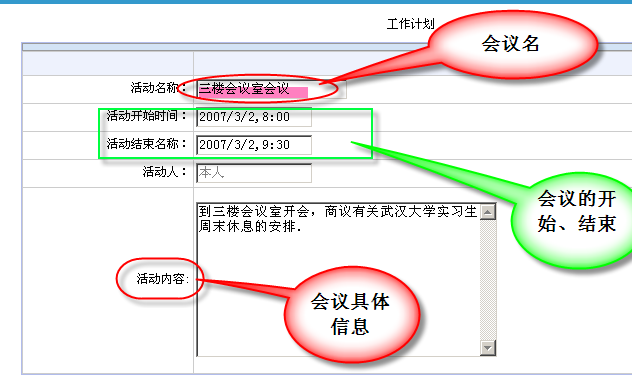 工作计划
会议名
活动名称：三楼会议室会议
活动开始时间：2007/3/2,8:00
活动结束名称：2007/3/2,9:30
活动人：本人
会议的开
始、结束
到三楼会议室开会，商议有关武汉大学实习生
周末休息的安排.
活动内容:
会议具体
信息